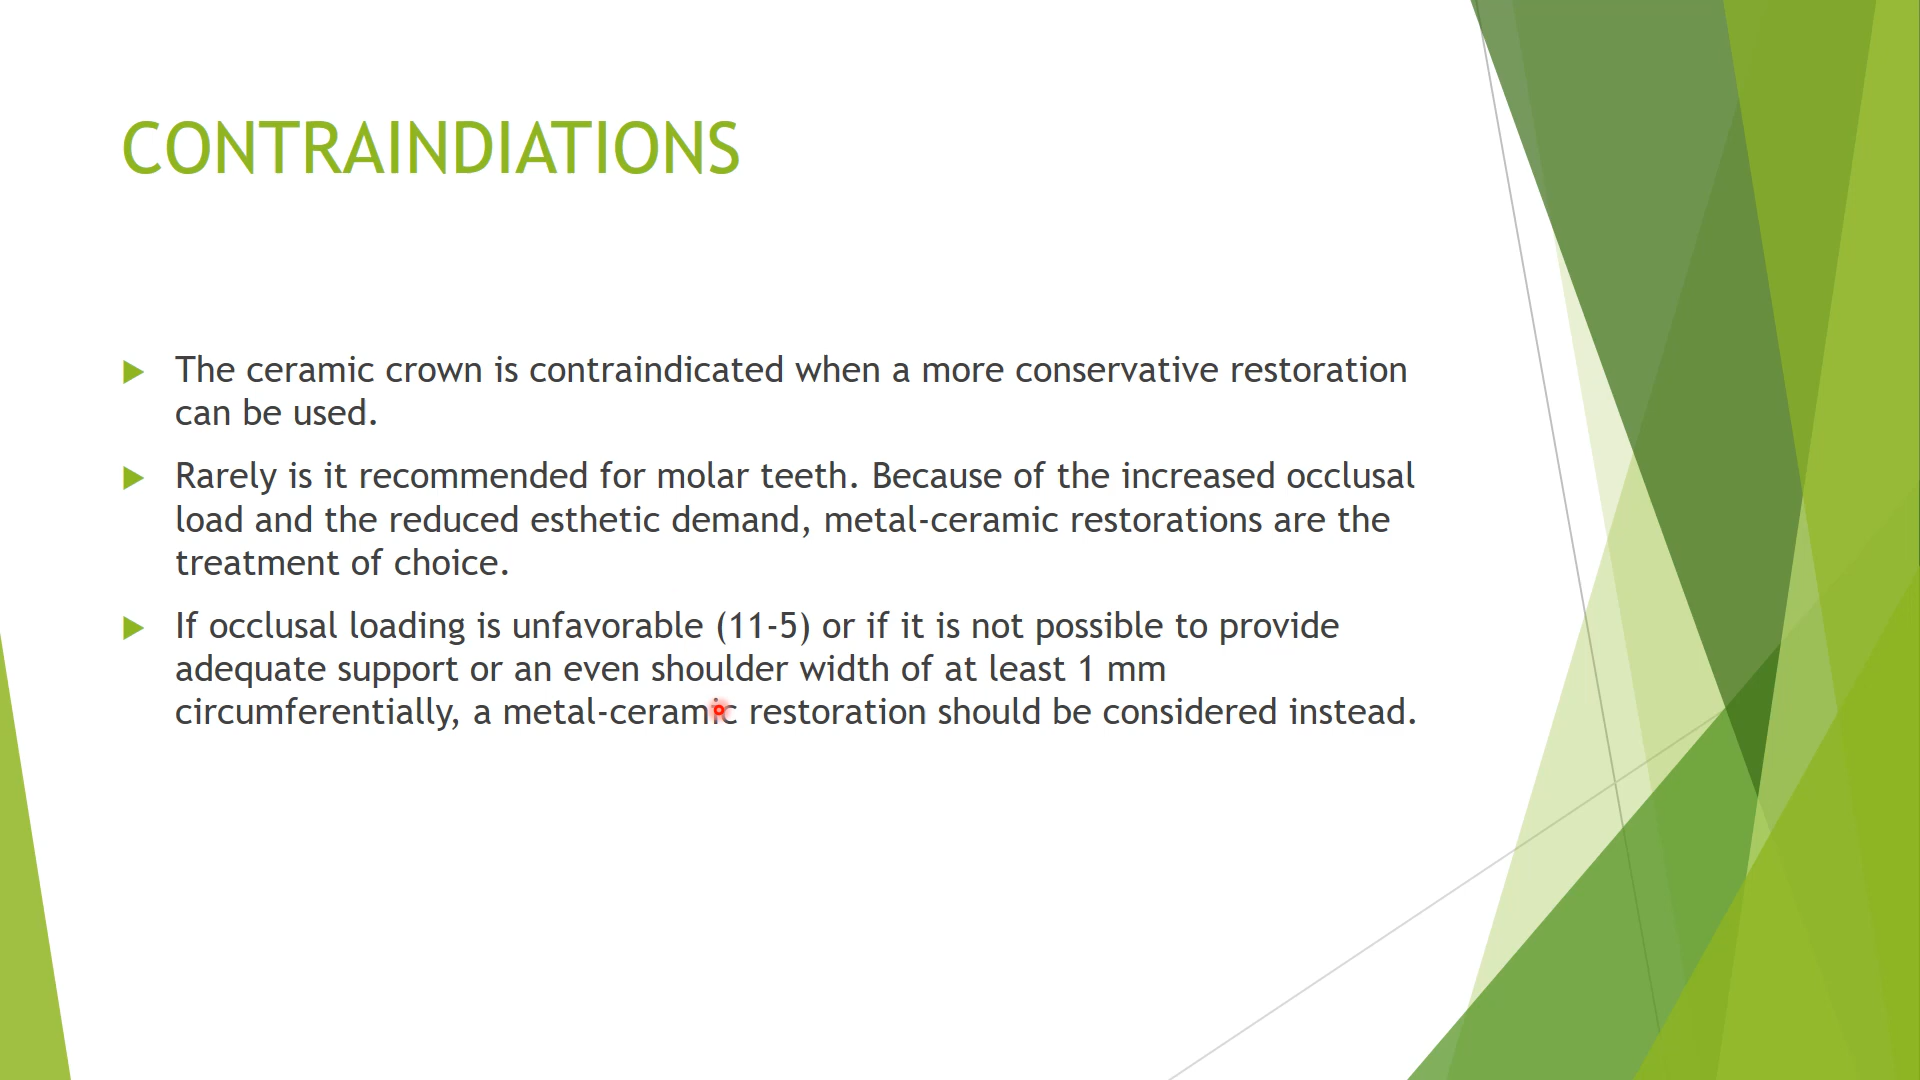 CONTRAINDIATIONS
The ceramic crown is contraindicated when a more conservative restoration
can be used.
Rarely is it recommended for molar teeth. Because of the increased occlusal
load and the reduced esthetic demand, metal-ceramic restorations are the
treatment of choice.
If occlusal loading is unfavorable (11-5) or if it is not possible to provide
adequate support or an even shoulder width of at least 1 mm
circumferentially, a metal-ceramic restoration should be considered instead.